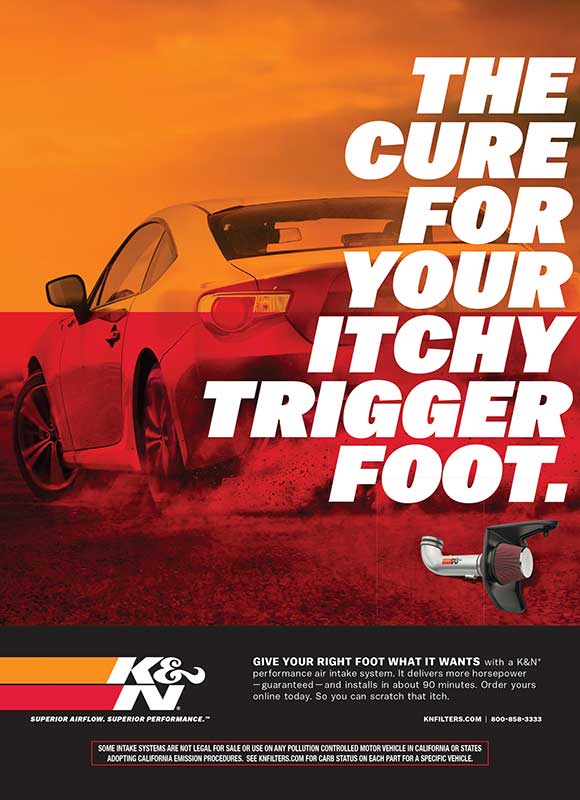 THE
CURE
FOR
YOUR
ITCHY
TRIGGER
FOOT.
K&N
K&N
GIVE YOUR RIGHT FOOT WHAT IT WANTS with a K&N®
performance air intake system. It delivers more horsepower
—guaranteed—and installs in about 90 minutes. Order yours
online today. So you can scratch that itch.
SUPERIOR AIRFLOW. SUPERIOR PERFORMANCE.™
KNFILTERS.COM | 800-858-3333
SOME INTAKE SYSTEMS ARE NOT LEGAL FOR SALE OR USE ON ANY POLLUTION CONTROLLED MOTOR VEHICLE IN CALIFORNIA OR STATES
ADOPTING CALIFORNIA EMISSION PROCEDURES. SEE KNFILTERS.COM FOR CARB STATUS ON EACH PART FOR A SPECIFIC VEHICLE.